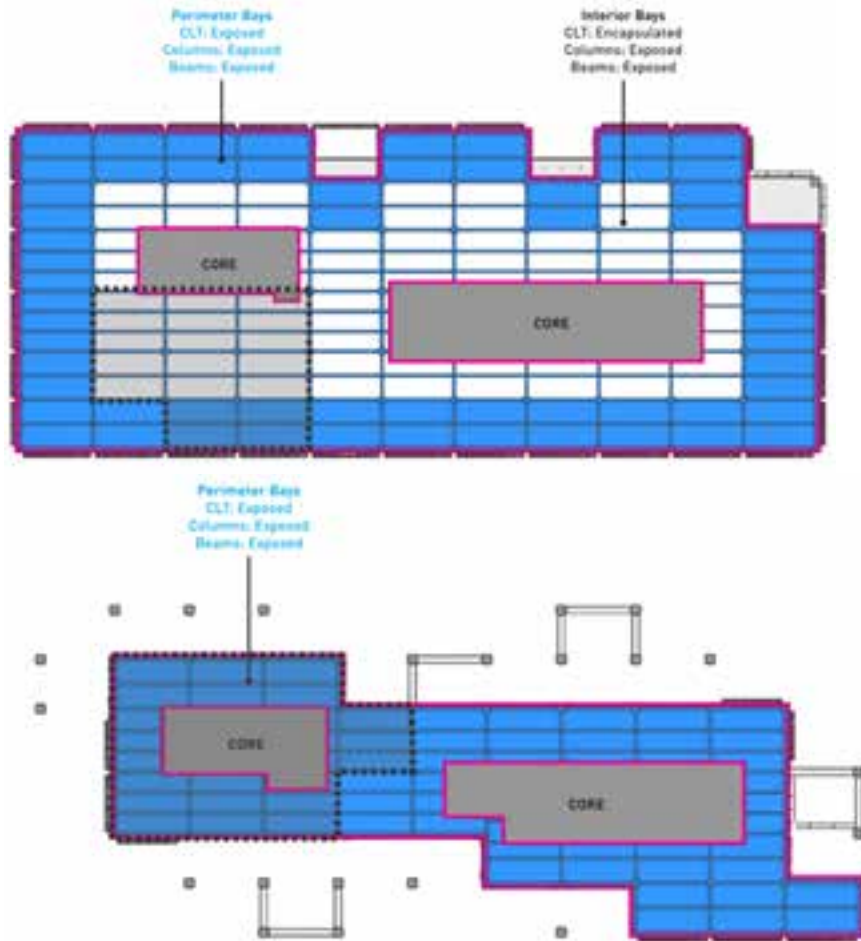 Perimeter Bays
CLT: Exposed
Columns: Exposed
Beams: Exposed
Interior Bays
CLT: Encapsulated
Columns: Exposed
Beams: Exposed
CORE
CORE
Perimeter Bays
CLT: Exposed
Columns: Exposed
Beams: Exposed
CORE
CORE